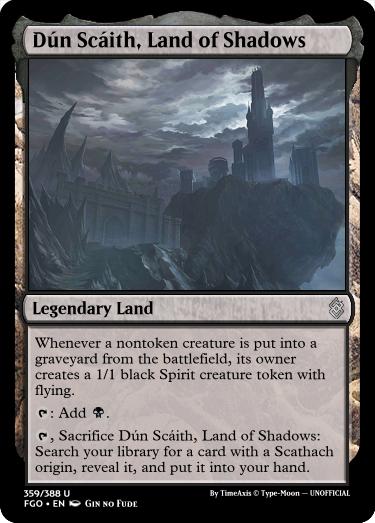 Dún Scáith, Land of Shadows
Legendary Land
Whenever a nontoken creature is put into a
graveyard from the battlefield, its owner
creates a 1/1 black Spirit creature token with
flying.
: Add .
, Sacrifice Dún Scáith, Land of Shadows:
Search your library for a card with a Scathach
origin, reveal it, and put it into your hand.
359/388 U
FGO • EN Gin no Fude
By TimeAxis © Type-Moon — UNOFFICIAL